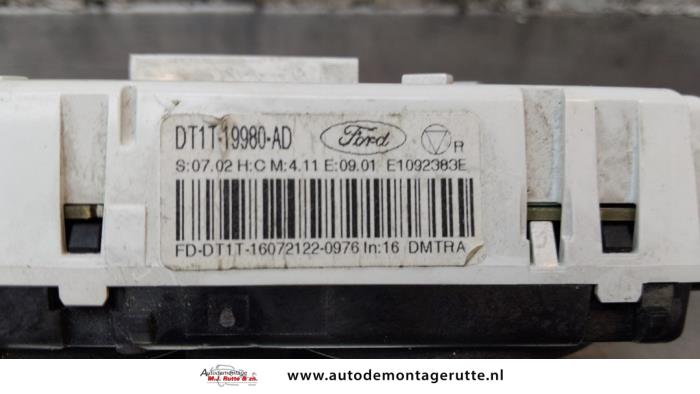 DT1T-19980-AD
Ford
R
S:07.02 H:C M:4.11 E:09.01 E1092383E
FD-DT1T-16072122-0976 In:16 DMTRA
Autodemontage
M.J. Rutte & zn.
www.autodemontagerutte.nl